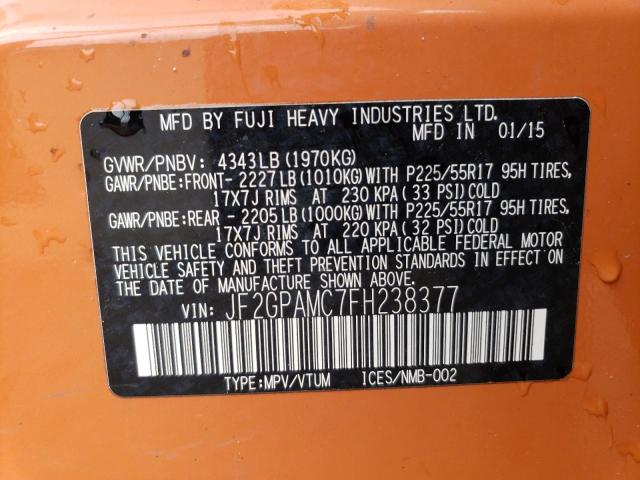 MFD BY FUJI HEAVY INDUSTRIES LTD.
MFD. IN 01/15
GVWR/PNBV: 4343LB(1970KG)
GAWR/PNBE:FRONT- 2227LB(1010KG)WITH P225/55R17 95H TIRES,
17X7J RIMS AT 230 KPA(33 PSI)COLD
GAWR/PNBE:REAR - 2205LB(1000KG)WITH P225/55R17 95H TIRES,
17X7J RIMS AT 220 KPA(32 PSI)COLD
THIS VEHICLE CONFORMS TO ALL APPLICABLE FEDERAL MOTOR
VEHICLE SAFETY AND THEFT PREVENTION STANDARDS IN EFFECT ON
THE DATE OF MANUFACTURE SHOWN ABOVE.
VIN: JF2GPAMC7FH238377
TYPE:MPV/VTUM ICES/NMB-002